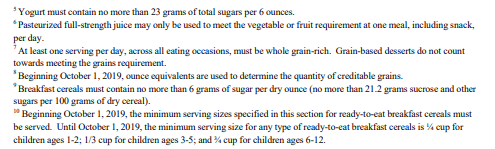 ⁵ Yogurt must contain no more than 23 grams of total sugars per 6 ounces.
⁶ Pasteurized full-strength juice may only be used to meet the vegetable or fruit requirement at one meal, including snack,
per day.
⁷ At least one serving per day, across all eating occasions, must be whole grain-rich. Grain-based desserts do not count
towards meeting the grains requirement.
⁸ Beginning October 1, 2019, ounce equivalents are used to determine the quantity of creditable grains.
⁹ Breakfast cereals must contain no more than 6 grams of sugar per dry ounce (no more than 21.2 grams sucrose and other
sugars per 100 grams of dry cereal).
¹⁰ Beginning October 1, 2019, the minimum serving sizes specified in this section for ready-to-eat breakfast cereals must
be served. Until October 1, 2019, the minimum serving size for any type of ready-to-eat breakfast cereals is ¼ cup for
children ages 1-2; 1/3 cup for children ages 3-5; and ¾ cup for children ages 6-12.